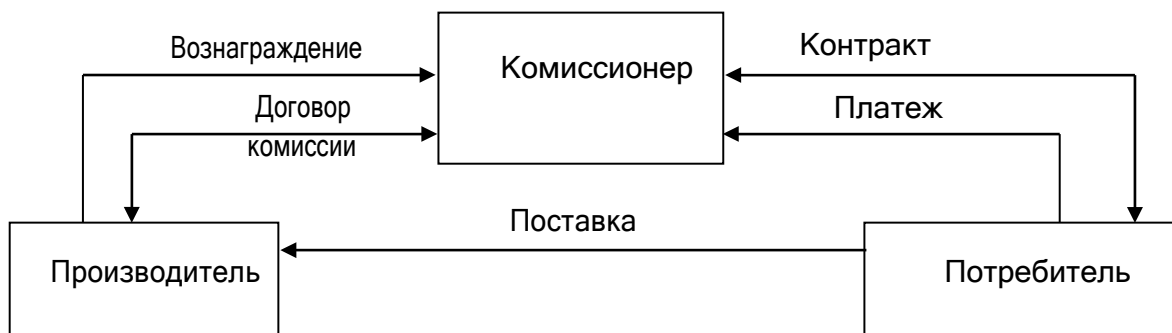 Вознаграждение
Комиссионер
Контракт
Договор
комиссии
Платеж
Поставка
Производитель
Потребитель